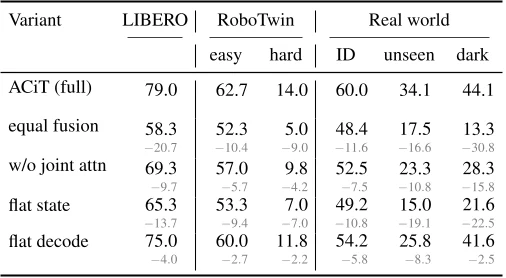 Variant LIBERO RoboTwin Real world
easy hard ID unseen dark
ACiT (full) 79.0 62.7 14.0 60.0 34.1 44.1
equal fusion 58.3 52.3 5.0 48.4 17.5 13.3
−20.7 −10.4 −9.0 −11.6 −16.6 −30.8
w/o joint attn 69.3 57.0 9.8 52.5 23.3 28.3
−9.7 −5.7 −4.2 −7.5 −10.8 −15.8
flat state 65.3 53.3 7.0 49.2 15.0 21.6
−13.7 −9.4 −7.0 −10.8 −19.1 −22.5
flat decode 75.0 60.0 11.8 54.2 25.8 41.6
−4.0 −2.7 −2.2 −5.8 −8.3 −2.5